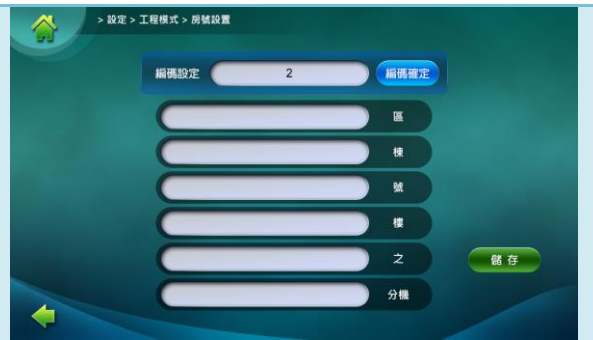 > 設定 > 工程模式 > 房號設置
編碼設定 2 編碼確定
區
棟
號
樓
之
儲存
分機